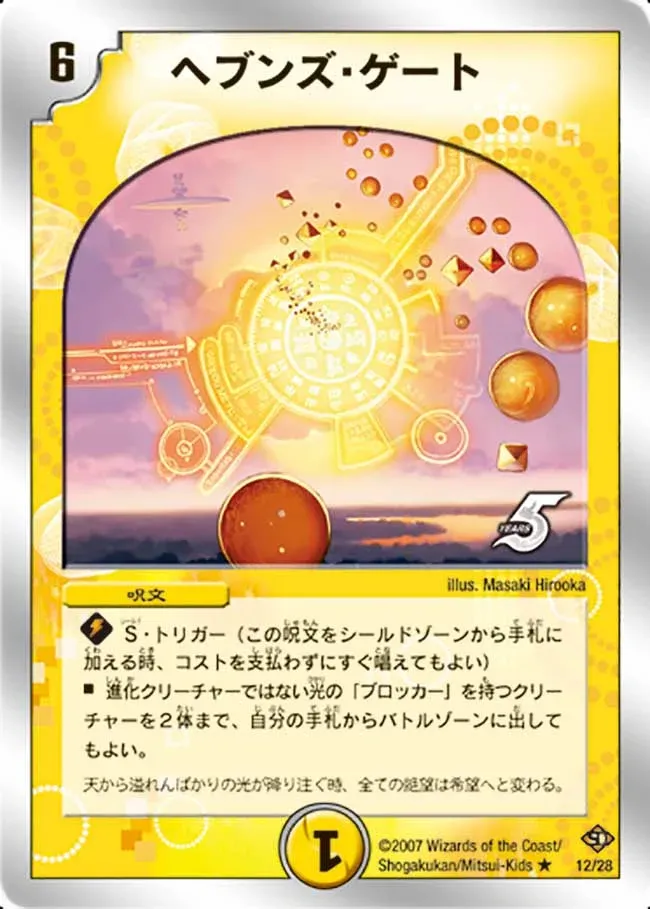 6
ヘブンズ・ゲート
5
YEARS
illus. Masaki Hirooka
呪文
S・トリガー（この呪文をシールドゾーンから手札に
加える時、コストを支払わずにすぐ唱えてもよい）
■ 進化クリーチャーではない光の「ブロッカー」を持つクリー
チャーを２体まで、自分の手札からバトルゾーンに出して
もよい。
天から溢れんばかりの光が降り注ぐ時、全ての絶望は希望へと変わる。
1
©2007 Wizards of the Coast/
Shogakukan/Mitsui-Kids ★ 12/28